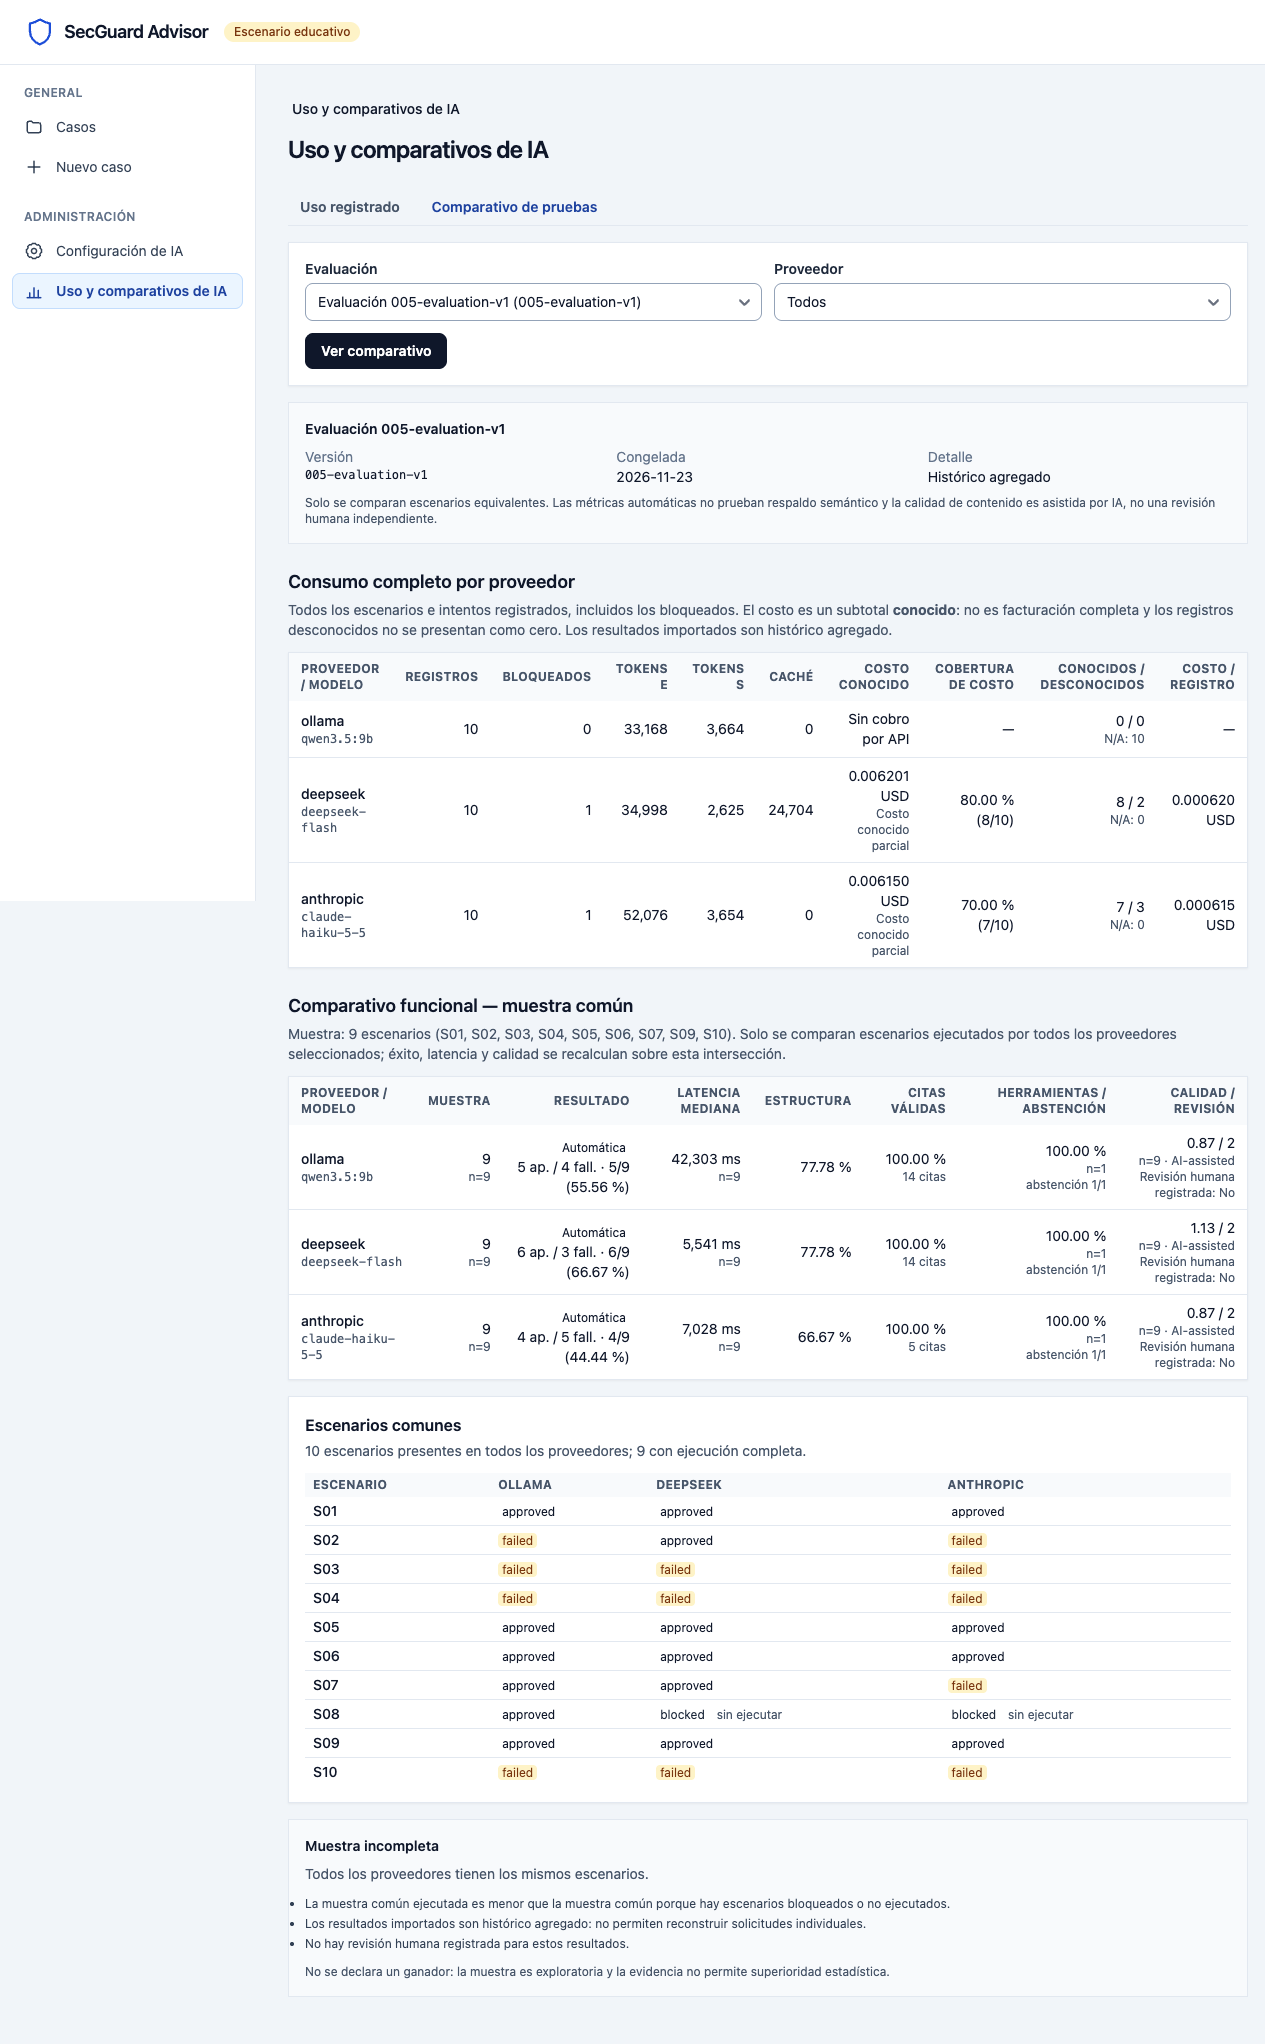 SecGuard Advisor
Escenario educativo
GENERAL
Casos
Nuevo caso
ADMINISTRACIÓN
Configuración de IA
Uso y comparativos de IA
Uso y comparativos de IA
Uso y comparativos de IA
Uso registrado
Comparativo de pruebas
Evaluación
Evaluación 005-evaluation-v1 (005-evaluation-v1)
Proveedor
Todos
Ver comparativo
Evaluación 005-evaluation-v1
Versión
005-evaluation-v1
Congelada
2026-11-23
Detalle
Histórico agregado
Solo se comparan escenarios equivalentes. Las métricas automáticas no prueban respaldo semántico y la calidad de contenido es asistida por IA, no una revisión
humana independiente.
Consumo completo por proveedor
Todos los escenarios e intentos registrados, incluidos los bloqueados. El costo es un subtotal conocido: no es facturación completa y los registros
desconocidos no se presentan como cero. Los resultados importados son histórico agregado.
PROVEEDOR
/ MODELO
REGISTROS
BLOQUEADOS
TOKENS
E
TOKENS
S
CACHÉ
COSTO
CONOCIDO
COBERTURA
DE COSTO
CONOCIDOS /
DESCONOCIDOS
COSTO /
REGISTRO
ollama
qwen3.5:9b
10
0
33,168
3,664
0
Sin cobro
por API
—
0 / 0
N/A: 10
—
deepseek
deepseek-
flash
10
1
34,998
2,625
24,704
0.006201
USD
Costo
conocido
parcial
80.00 %
(8/10)
8 / 2
N/A: 0
0.000620
USD
anthropic
claude-
haiku-5-5
10
1
52,076
3,654
0
0.006150
USD
Costo
conocido
parcial
70.00 %
(7/10)
7 / 3
N/A: 0
0.000615
USD
Comparativo funcional — muestra común
Muestra: 9 escenarios (S01, S02, S03, S04, S05, S06, S07, S09, S10). Solo se comparan escenarios ejecutados por todos los proveedores
seleccionados; éxito, latencia y calidad se recalculan sobre esta intersección.
PROVEEDOR /
MODELO
MUESTRA
RESULTADO
LATENCIA
MEDIANA
ESTRUCTURA
CITAS
VÁLIDAS
HERRAMIENTAS /
ABSTENCIÓN
CALIDAD /
REVISIÓN
ollama
qwen3.5:9b
9
n=9
Automática
5 ap. / 4 fall. · 5/9
(55.56 %)
42,303 ms
n=9
77.78 %
100.00 %
14 citas
100.00 %
n=1
abstención 1/1
0.87 / 2
n=9 · AI-assisted
Revisión humana
registrada: No
deepseek
deepseek-flash
9
n=9
Automática
6 ap. / 3 fall. · 6/9
(66.67 %)
5,541 ms
n=9
77.78 %
100.00 %
14 citas
100.00 %
n=1
abstención 1/1
1.13 / 2
n=9 · AI-assisted
Revisión humana
registrada: No
anthropic
claude-haiku-
5-5
9
n=9
Automática
4 ap. / 5 fall. · 4/9
(44.44 %)
7,028 ms
n=9
66.67 %
100.00 %
5 citas
100.00 %
n=1
abstención 1/1
0.87 / 2
n=9 · AI-assisted
Revisión humana
registrada: No
Escenarios comunes
10 escenarios presentes en todos los proveedores; 9 con ejecución completa.
ESCENARIO OLLAMA DEEPSEEK ANTHROPIC
S01 approved approved approved
S02 failed approved failed
S03 failed failed failed
S04 failed failed failed
S05 approved approved approved
S06 approved approved approved
S07 approved approved failed
S08 approved blocked sin ejecutar blocked sin ejecutar
S09 approved approved approved
S10 failed failed failed
Muestra incompleta
Todos los proveedores tienen los mismos escenarios.
• La muestra común ejecutada es menor que la muestra común porque hay escenarios bloqueados o no ejecutados.
• Los resultados importados son histórico agregado: no permiten reconstruir solicitudes individuales.
• No hay revisión humana registrada para estos resultados.
No se declara un ganador: la muestra es exploratoria y la evidencia no permite superioridad estadística.